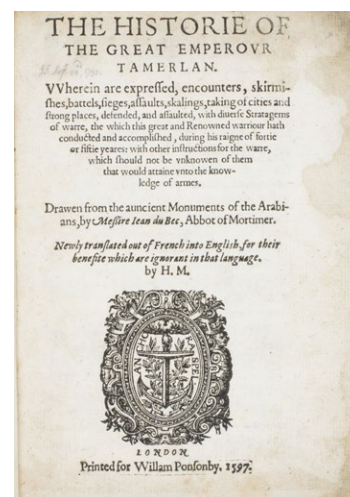 THE HISTORIE OF
THE GREAT EMPEROVR
TAMERLAN.
VVherein are expreſſed, encounters, skirmi-
ſhes, battels, ſieges, aſſaults, skalings, taking of cities and
ſtrong places, defended, and aſſaulted, with diuerſe Stratagems
of warre, the which this great and Renowned warriour hath
conducted and accompliſhed, during his raigne of fortie
or fiftie yeares: with other inſtructions for the warre,
which ſhould not be vnknowen of them
that would attaine vnto the know-
ledge of armes.
Drawen from the auncient Monuments of the Arabi-
ans, by Meſsire Iean du Bec, Abbot of Mortimer.
Newly tranſlated out of French into Engliſh, for their
benefite which are ignorant in that language.
by H. M.
LONDON
Printed for Willam Ponſonby. 1597.